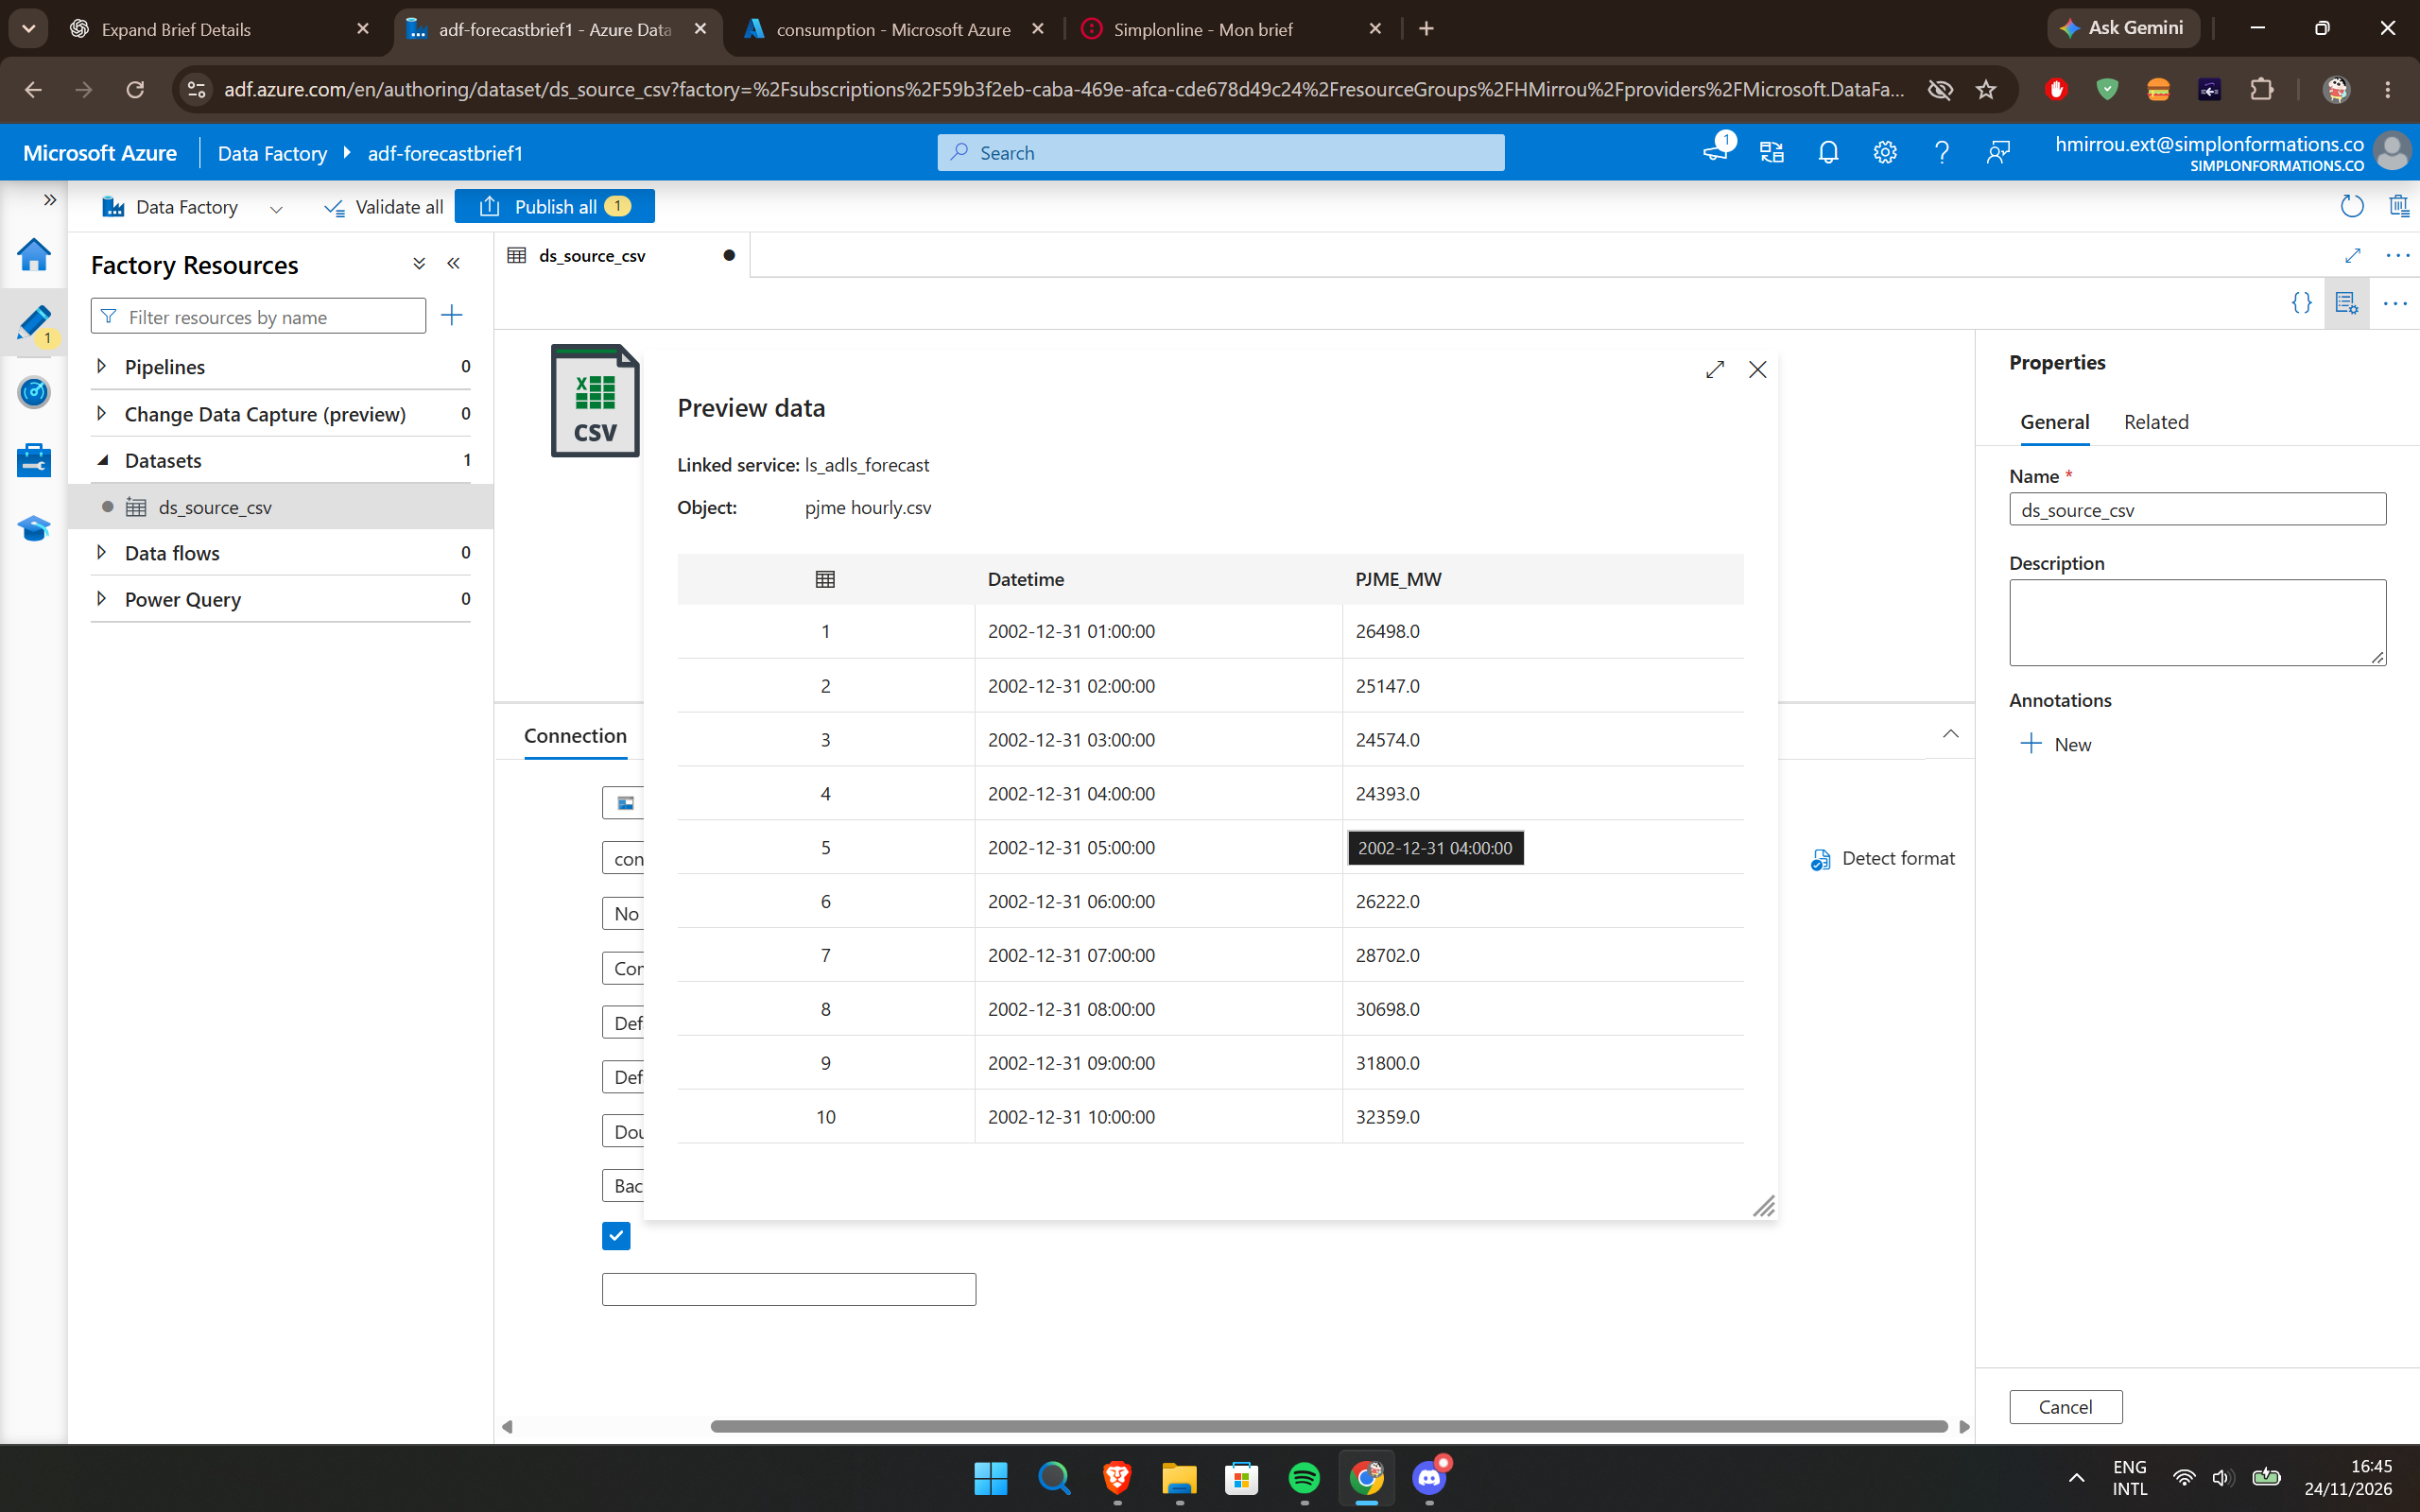 Expand Brief Details
adf-forecastbrief1 - Azure Data
consumption - Microsoft Azure
Simplonline - Mon brief
Ask Gemini
adf.azure.com/en/authoring/dataset/ds_source_csv?factory=%2Fsubscriptions%2F59b3f2eb-caba-469e-afca-cde678d49c24%2FresourceGroups%2FHMirrou%2Fproviders%2FMicrosoft.DataFa...
Microsoft Azure
Data Factory
adf-forecastbrief1
Search
1
hmirrou.ext@simplonformations.co
SIMPLONFORMATIONS.CO
Data Factory
Validate all
Publish all 1
Factory Resources
Filter resources by name
1
Pipelines 0
Change Data Capture (preview) 0
Datasets 1
ds_source_csv
Data flows 0
Power Query 0
ds_source_csv
CSV
Preview data
Linked service: ls_adls_forecast
Object: pjme hourly.csv
Datetime PJME_MW
1 2002-12-31 01:00:00 26498.0
2 2002-12-31 02:00:00 25147.0
3 2002-12-31 03:00:00 24574.0
4 2002-12-31 04:00:00 24393.0
5 2002-12-31 05:00:00
2002-12-31 04:00:00
6 2002-12-31 06:00:00 26222.0
7 2002-12-31 07:00:00 28702.0
8 2002-12-31 08:00:00 30698.0
9 2002-12-31 09:00:00 31800.0
10 2002-12-31 10:00:00 32359.0
Connection
con
No
Cor
Def
Def
Dou
Bac
Detect format
Properties
General
Related
Name *
ds_source_csv
Description
Annotations
New
Cancel
ENG
INTL
16:45
24/11/2026